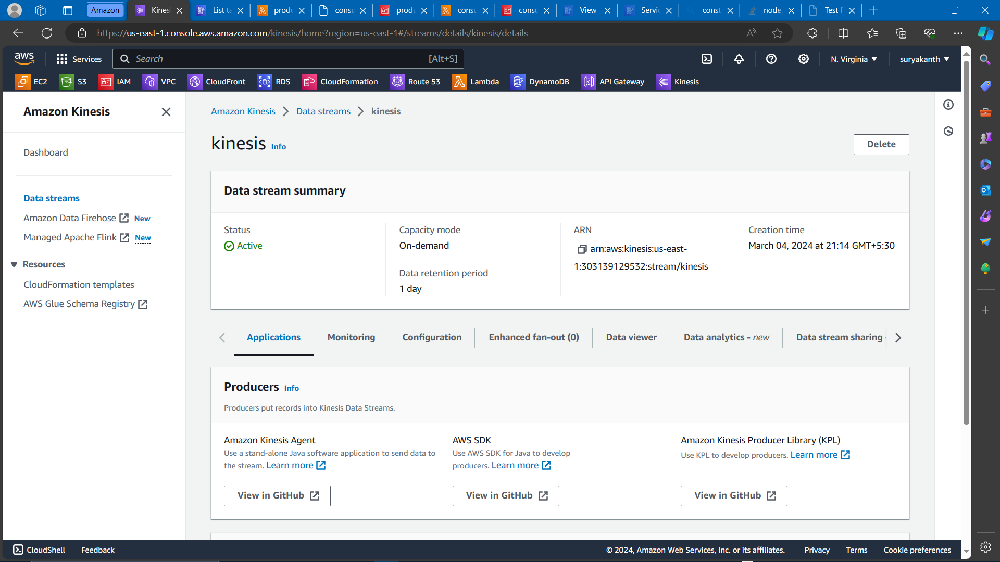 Amazon
Kines
List ta
produ
consu
produ
consu
consu
View
Servic
const
node.
Test F
https://us-east-1.console.aws.amazon.com/kinesis/home?region=us-east-1#/streams/details/kinesis/details
aws
Services
Search
[Alt+S]
N. Virginia
suryakanth
EC2
S3
IAM
VPC
CloudFront
RDS
CloudFormation
Route 53
Lambda
DynamoDB
API Gateway
Kinesis
Amazon Kinesis
Dashboard
Data streams
Amazon Data Firehose New
Managed Apache Flink New
Resources
CloudFormation templates
AWS Glue Schema Registry
Amazon Kinesis
Data streams
kinesis
kinesis Info
Delete
Data stream summary
Status
Active
Capacity mode
On-demand
Data retention period
1 day
ARN
arn:aws:kinesis:us-east-
1:303139129532:stream/kinesis
Creation time
March 04, 2024 at 21:14 GMT+5:30
Applications
Monitoring
Configuration
Enhanced fan-out (0)
Data viewer
Data analytics - new
Data stream sharing
Producers Info
Producers put records into Kinesis Data Streams.
Amazon Kinesis Agent
Use a stand-alone Java software application to send data to
the stream. Learn more
View in GitHub
AWS SDK
Use AWS SDK for Java to develop
producers. Learn more
View in GitHub
Amazon Kinesis Producer Library (KPL)
Use KPL to develop producers. Learn more
View in GitHub
CloudShell
Feedback
© 2024, Amazon Web Services, Inc. or its affiliates.
Privacy
Terms
Cookie preferences